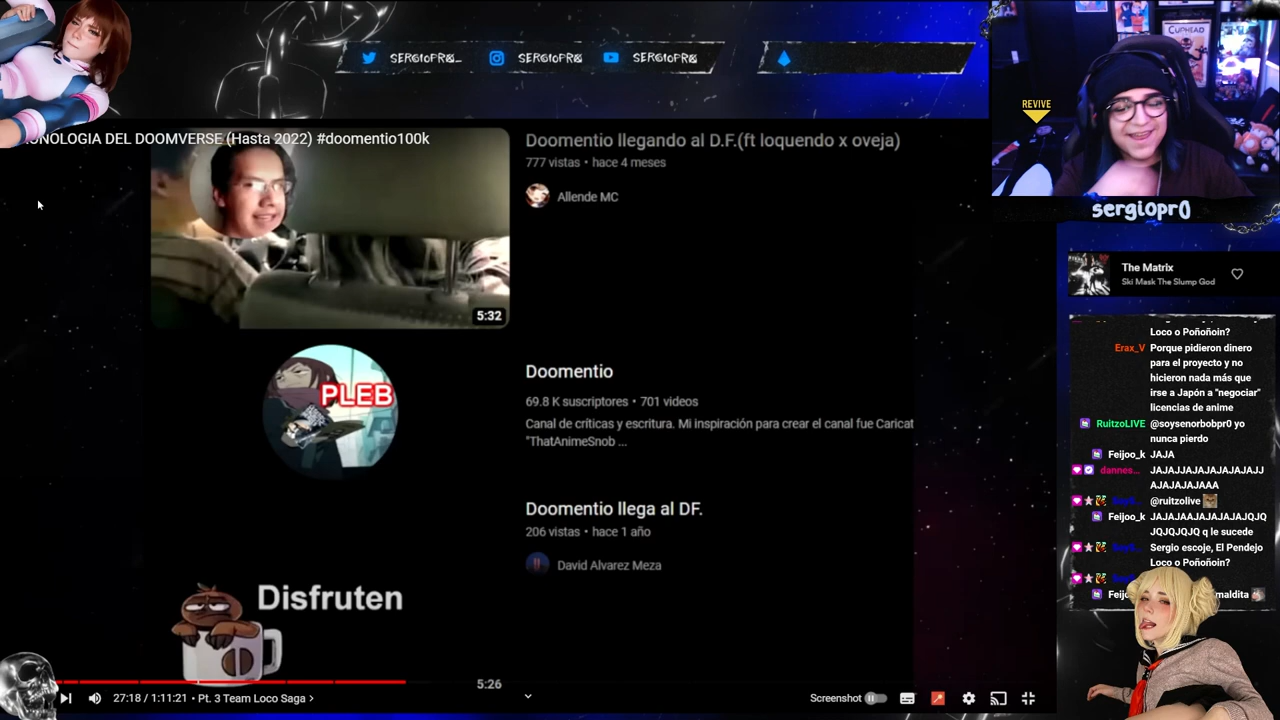 SERGIOPR0_
SERGIOPR0
SERGIOPR0
NOLOGIA DEL DOOMVERSE (Hasta 2022) #doomentio100k
5:32
Doomentio llegando al D.F.(ft loquendo x oveja)
777 vistas • hace 4 meses
Allende MC
PLEB
Doomentio
69.8 K suscriptores • 701 videos
Canal de críticas y escritura. Mi inspiración para crear el canal fue Caricat
"ThatAnimeSnob ...
Doomentio llega al DF.
206 vistas • hace 1 año
David Alvarez Meza
Disfruten
5:26
27:18 / 1:11:21 • Pt. 3 Team Loco Saga >
Screenshot
CUPHEAD
REVIVE
sergiopr0
The Matrix
Ski Mask The Slump God
Loco o Poñoñoin?
Erax_V Porque pidieron dinero
para el proyecto y no
hicieron nada más que
irse a Japón a "negociar"
licencias de anime
RuitzoLIVE @soysenorbobpr0 yo
nunca pierdo
Feijoo_k JAJA
dannes... JAJAJJAJAJAJAJAJAJJ
AJAJAJAJAAA
@ruitzolive
Feijoo_k JAJAJAAJAJAJAJAJQJQ
JQJQJQJQ q le sucede
Sergio escoje, El Pendejo
Loco o Poñoñoin?
Feijo maldita